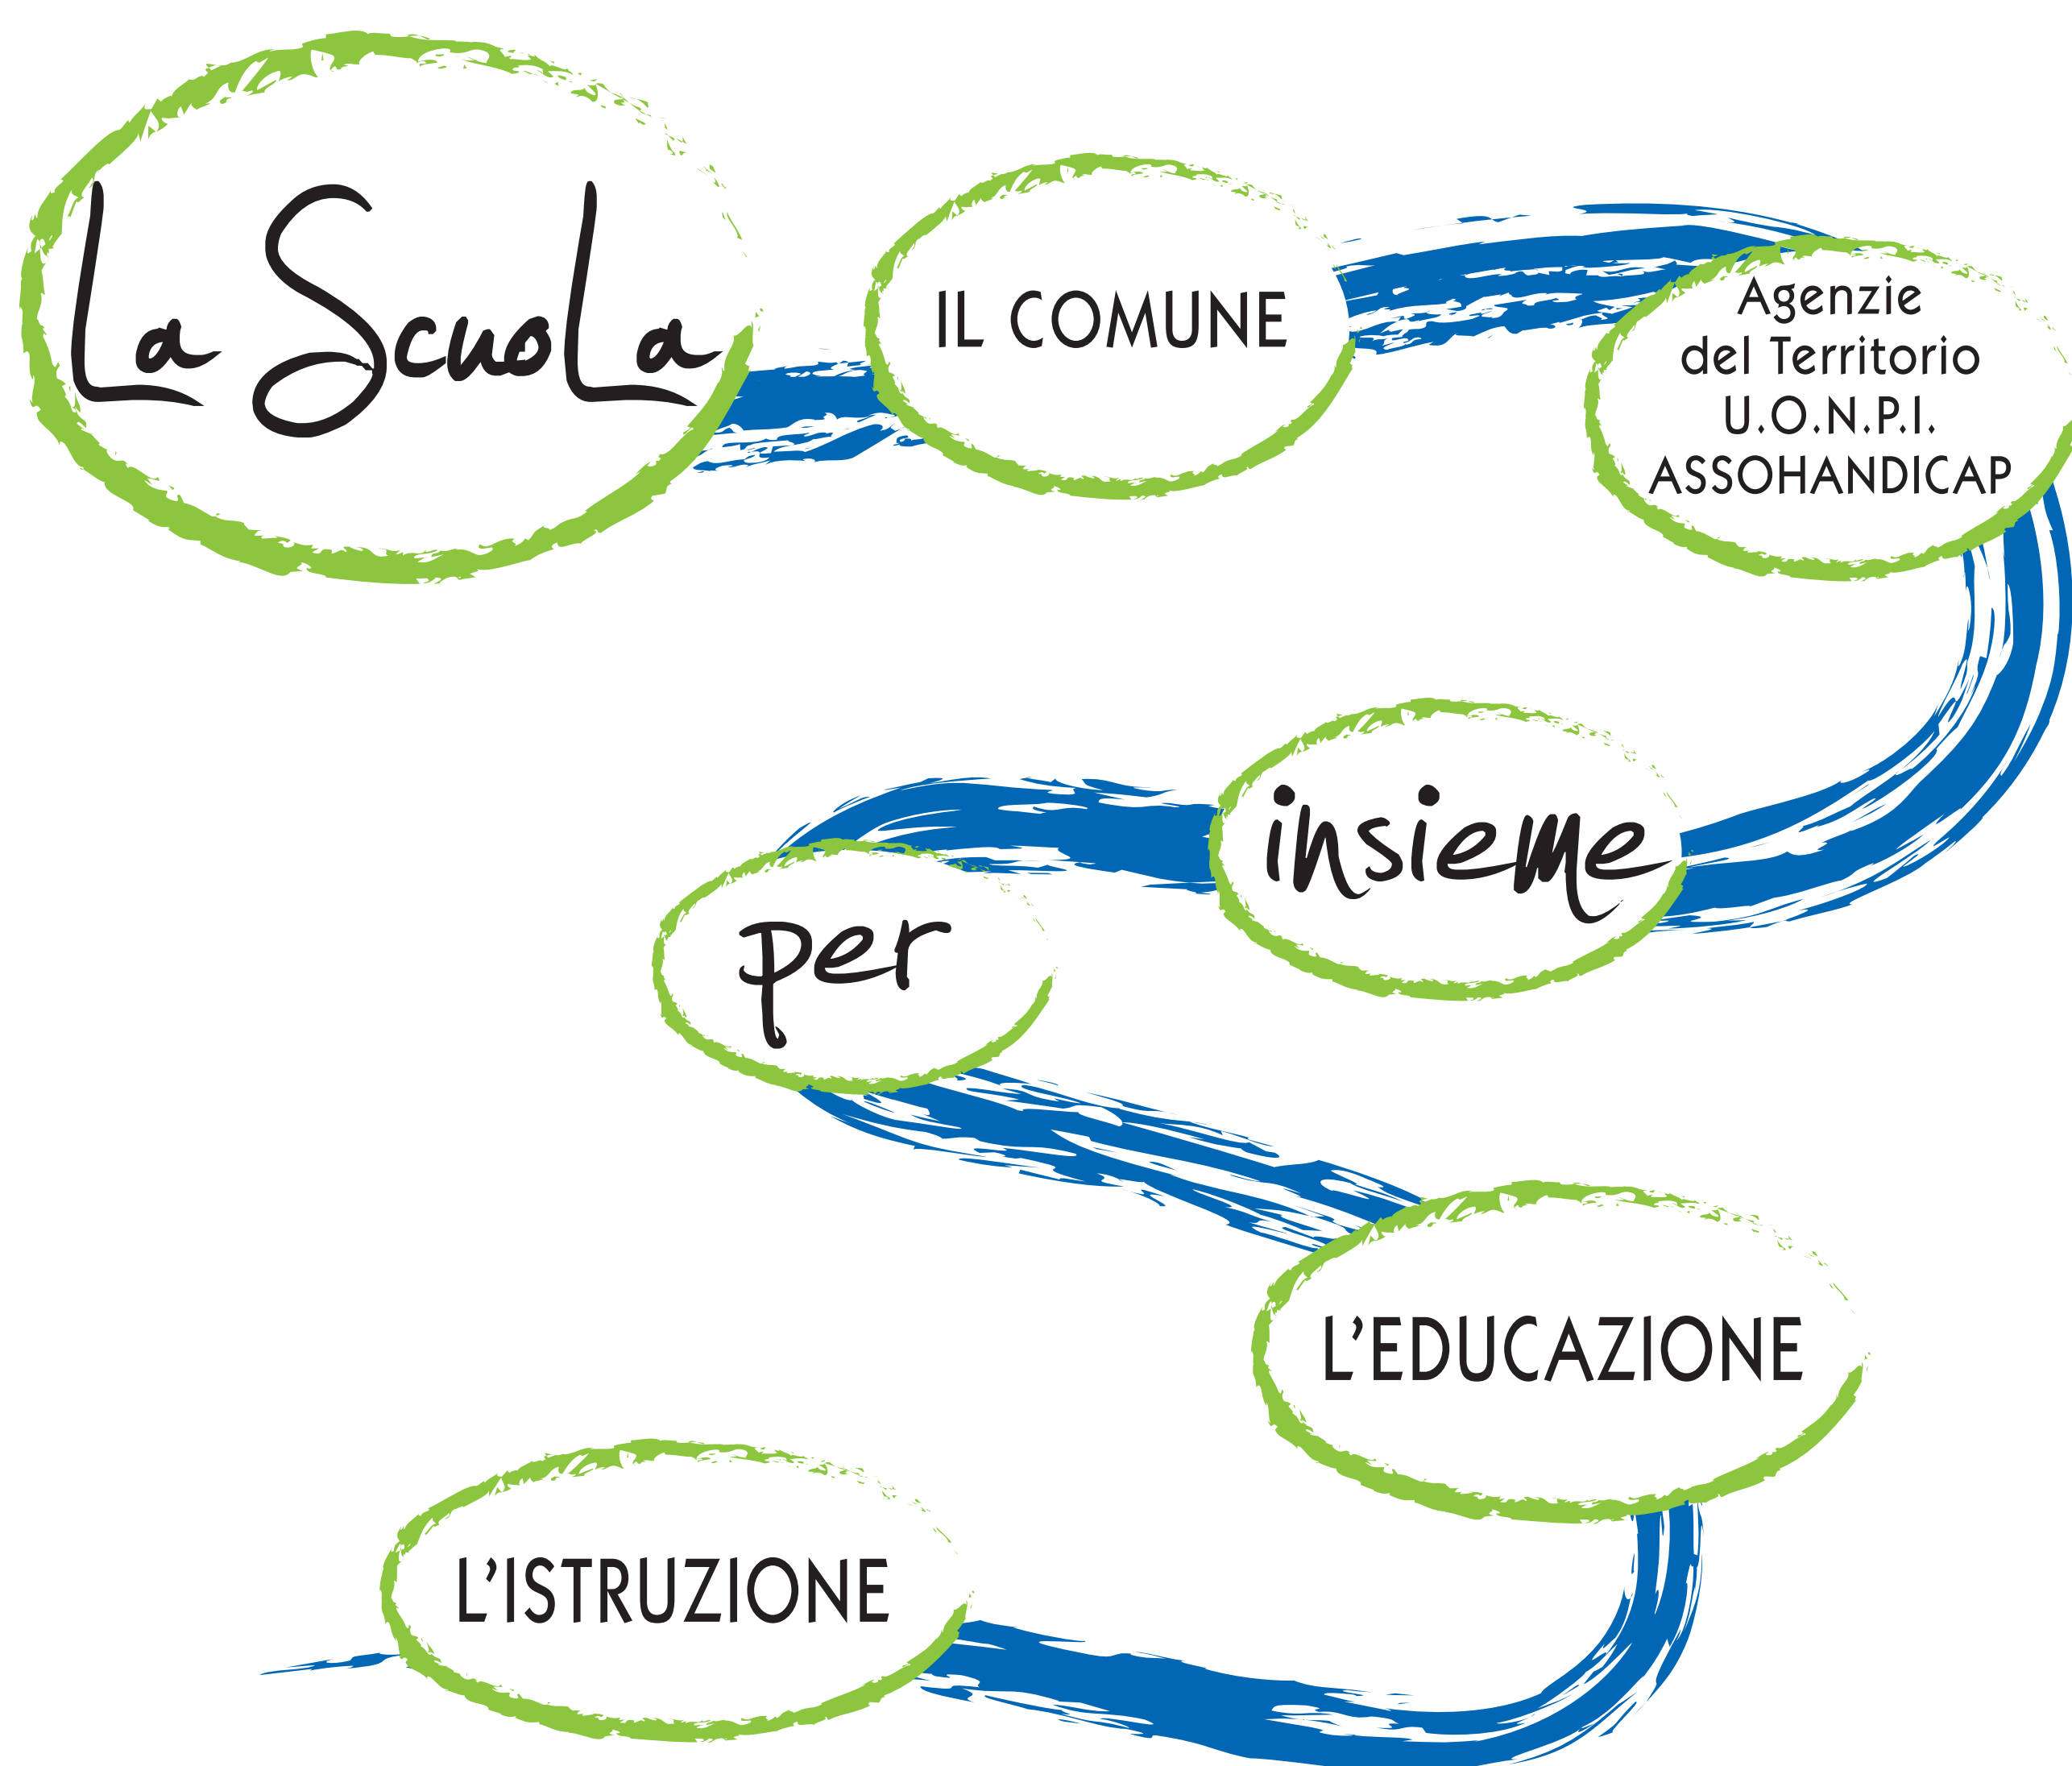 La Scuola
IL COMUNE
Agenzie
del Territorio
U.O.N.P.I.
ASSOHANDICAP
insieme
per
L'EDUCAZIONE
L'ISTRUZIONE